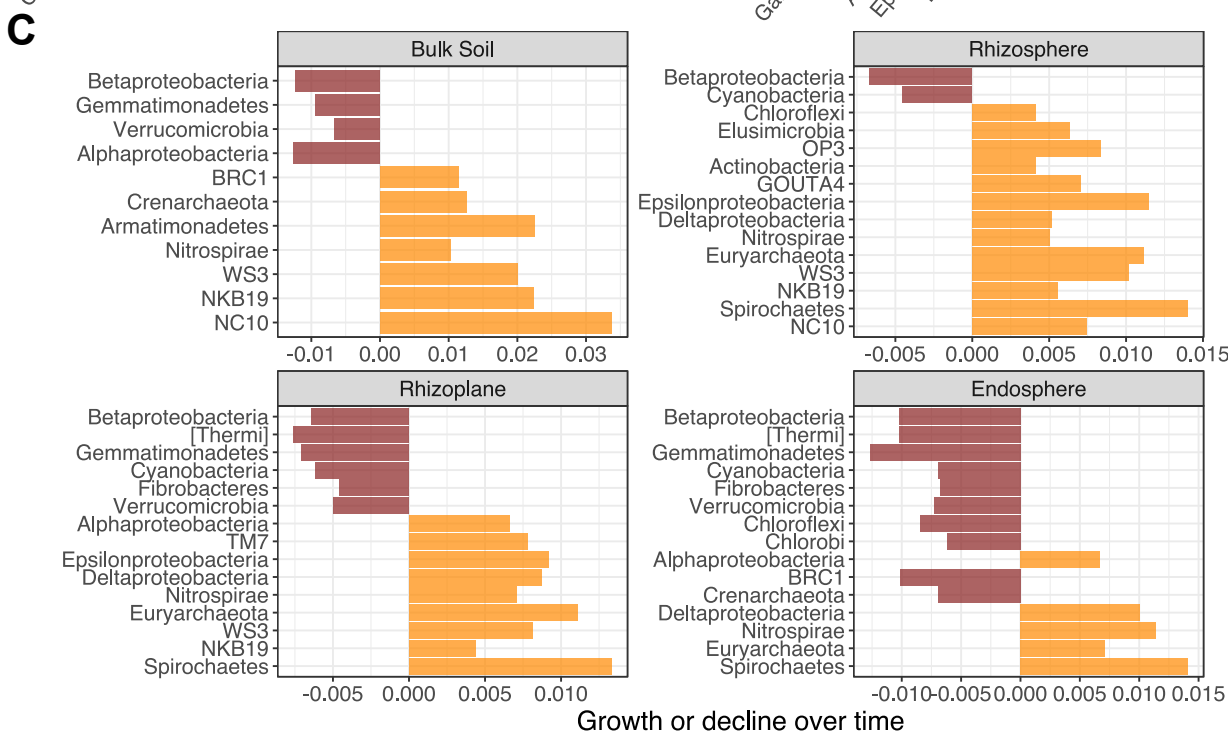 C
Bulk Soil
Betaproteobacteria
Gemmatimonadetes
Verrucomicrobia
Alphaproteobacteria
BRC1
Crenarchaeota
Armatimonadetes
Nitrospirae
WS3
NKB19
NC10
-0.01 0.00 0.01 0.02 0.03
Rhizosphere
Betaproteobacteria
Cyanobacteria
Chloroflexi
Elusimicrobia
OP3
Actinobacteria
GOUTA4
Epsilonproteobacteria
Deltaproteobacteria
Nitrospirae
Euryarchaeota
WS3
NKB19
Spirochaetes
NC10
-0.005 0.000 0.005 0.010 0.015
Rhizoplane
Betaproteobacteria
[Thermi]
Gemmatimonadetes
Cyanobacteria
Fibrobacteres
Verrucomicrobia
Alphaproteobacteria
TM7
Epsilonproteobacteria
Deltaproteobacteria
Nitrospirae
Euryarchaeota
WS3
NKB19
Spirochaetes
-0.005 0.000 0.005 0.010
Endosphere
Betaproteobacteria
[Thermi]
Gemmatimonadetes
Cyanobacteria
Fibrobacteres
Verrucomicrobia
Chloroflexi
Chlorobi
Alphaproteobacteria
BRC1
Crenarchaeota
Deltaproteobacteria
Nitrospirae
Euryarchaeota
Spirochaetes
-0.010 -0.005 0.000 0.005 0.010 0.015
Growth or decline over time